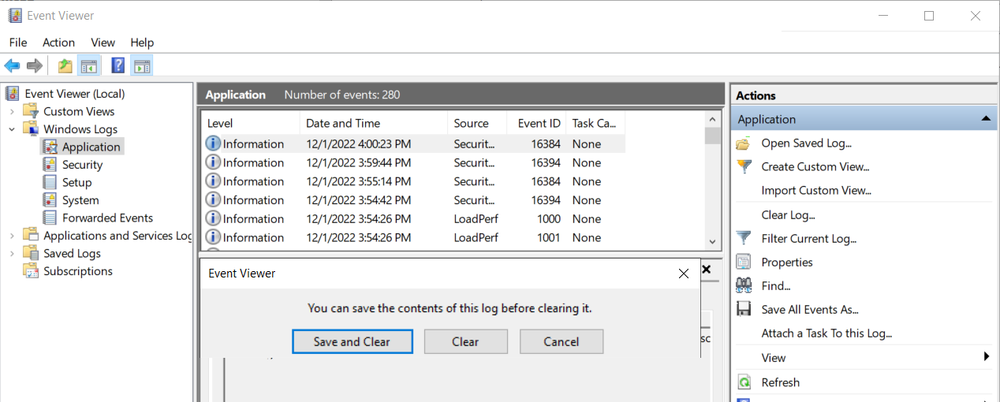 Event Viewer
File Action View Help
Event Viewer (Local)
Custom Views
Windows Logs
Application
Security
Setup
System
Forwarded Events
Applications and Services Log
Saved Logs
Subscriptions
Application Number of events: 280
Level Date and Time Source Event ID Task Ca...
Information 12/1/2022 4:00:23 PM Securit... 16384 None
Information 12/1/2022 3:59:44 PM Securit... 16394 None
Information 12/1/2022 3:55:14 PM Securit... 16384 None
Information 12/1/2022 3:54:42 PM Securit... 16394 None
Information 12/1/2022 3:54:26 PM LoadPerf 1000 None
Information 12/1/2022 3:54:26 PM LoadPerf 1001 None
Event Viewer
You can save the contents of this log before clearing it.
Save and Clear Clear Cancel
sc
Actions
Application
Open Saved Log...
Create Custom View...
Import Custom View...
Clear Log...
Filter Current Log...
Properties
Find...
Save All Events As...
Attach a Task To this Log...
View
Refresh